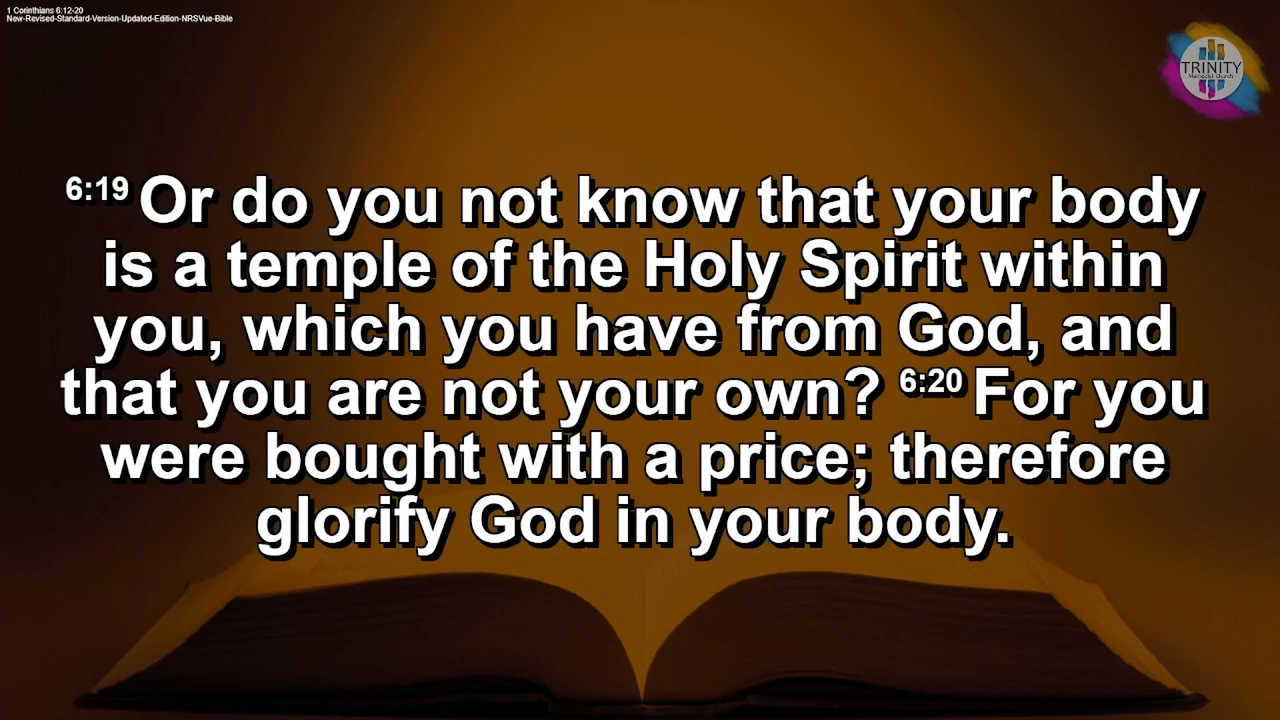 1 Corinthians 6:12-20
New-Revised-Standard-Version-Updated-Edition-NRSVue-Bible
TRINITY
Methodist church
6:19 Or do you not know that your body
is a temple of the Holy Spirit within
you, which you have from God, and
that you are not your own? 6:20 For you
were bought with a price; therefore
glorify God in your body.